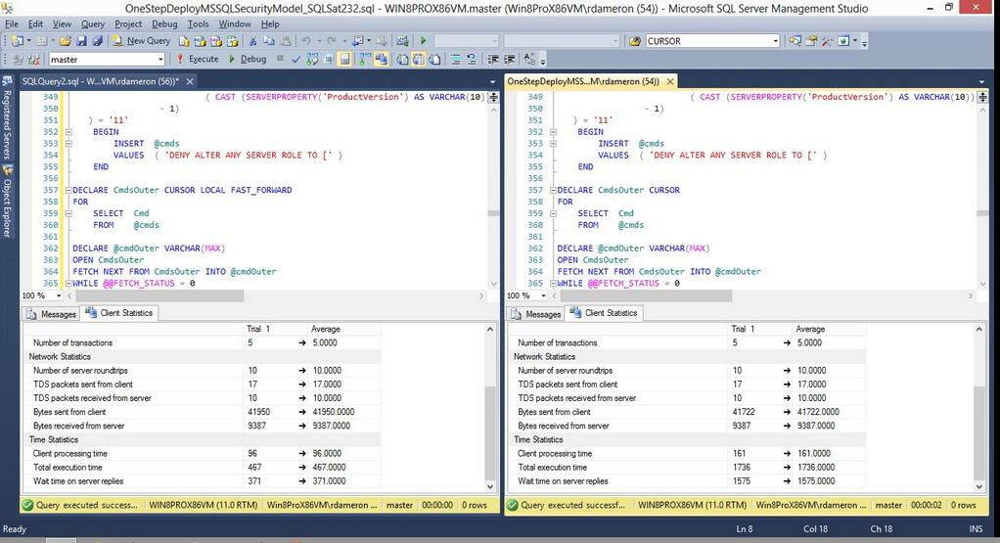 OneStepDeployMSSQLSecurityModel_SQLSat232.sql - WIN8PROX86VM.master (Win8ProX86VM\rdameron (54)) - Microsoft SQL Server Management Studio
File Edit View Query Project Debug Tools Window Help
New Query CURSOR
master Execute Debug
Registered Servers
Object Explorer
SQLQuery2.sql - W...VM\rdameron (56))*
349 ( CAST (SERVERPROPERTY('ProductVersion') AS VARCHAR(10)
350 - 1)
351 ) = '11'
352 BEGIN
353 INSERT @cmds
354 VALUES ( 'DENY ALTER ANY SERVER ROLE TO [' )
355 END
356
357 DECLARE CmdsOuter CURSOR LOCAL FAST_FORWARD
358 FOR
359 SELECT Cmd
360 FROM @cmds
361
362 DECLARE @cmdOuter VARCHAR(MAX)
363 OPEN CmdsOuter
364 FETCH NEXT FROM CmdsOuter INTO @cmdOuter
365 WHILE @@FETCH_STATUS = 0
100 %
Messages Client Statistics
Trial 1 Average
Number of transactions 5 → 5.0000
Network Statistics
Number of server roundtrips 10 → 10.0000
TDS packets sent from client 17 → 17.0000
TDS packets received from server 10 → 10.0000
Bytes sent from client 41950 → 41950.0000
Bytes received from server 9387 → 9387.0000
Time Statistics
Client processing time 96 → 96.0000
Total execution time 467 → 467.0000
Wait time on server replies 371 → 371.0000
Query executed success... WIN8PROX86VM (11.0 RTM) Win8ProX86VM\rdameron ... master 00:00:00 0 rows
OneStepDeployMSS...M\rdameron (54))
349 ( CAST (SERVERPROPERTY('ProductVersion') AS VARCHAR(10))
350 - 1)
351 ) = '11'
352 BEGIN
353 INSERT @cmds
354 VALUES ( 'DENY ALTER ANY SERVER ROLE TO [' )
355 END
356
357 DECLARE CmdsOuter CURSOR
358 FOR
359 SELECT Cmd
360 FROM @cmds
361
362 DECLARE @cmdOuter VARCHAR(MAX)
363 OPEN CmdsOuter
364 FETCH NEXT FROM CmdsOuter INTO @cmdOuter
365 WHILE @@FETCH_STATUS = 0
100 %
Messages Client Statistics
Trial 1 Average
Number of transactions 5 → 5.0000
Network Statistics
Number of server roundtrips 10 → 10.0000
TDS packets sent from client 17 → 17.0000
TDS packets received from server 10 → 10.0000
Bytes sent from client 41722 → 41722.0000
Bytes received from server 9387 → 9387.0000
Time Statistics
Client processing time 161 → 161.0000
Total execution time 1736 → 1736.0000
Wait time on server replies 1575 → 1575.0000
Query executed successf... WIN8PROX86VM (11.0 RTM) Win8ProX86VM\rdameron ... master 00:00:02 0 rows
Ready Ln 8 Col 18 Ch 18 INS